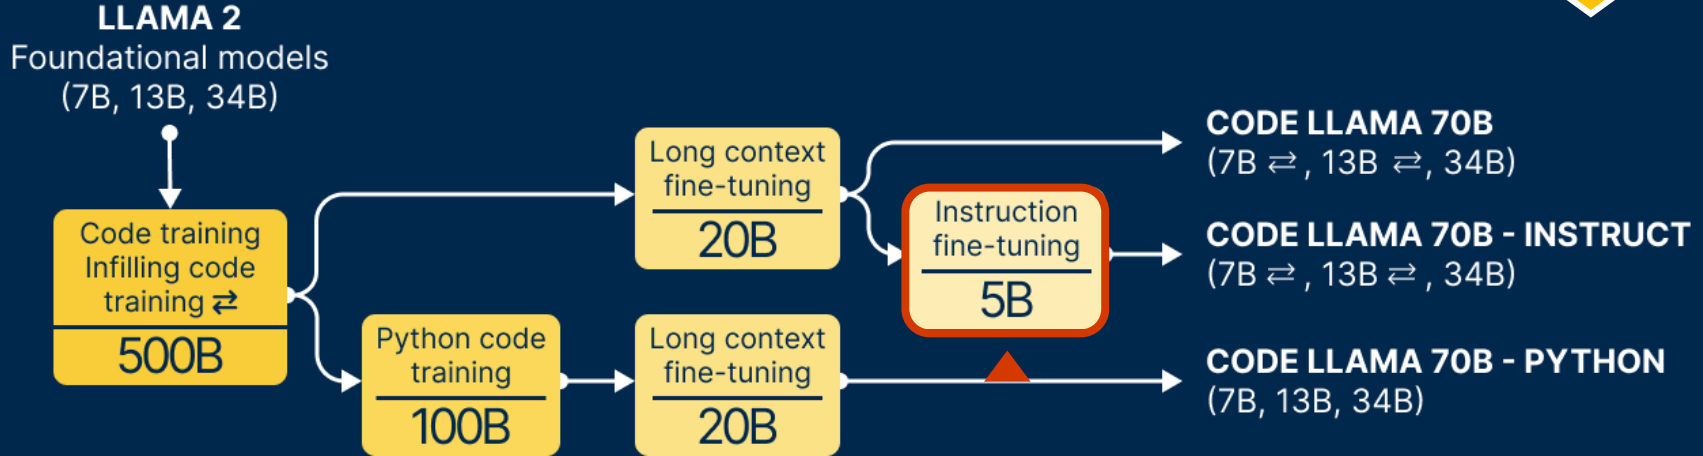 LLAMA 2
Foundational models
(7B, 13B, 34B)
Code training
Infilling code
training ⇄
500B
Python code
training
100B
Long context
fine-tuning
20B
Long context
fine-tuning
20B
Instruction
fine-tuning
5B
CODE LLAMA 70B
(7B ⇄ , 13B ⇄ , 34B)
CODE LLAMA 70B - INSTRUCT
(7B ⇄ , 13B ⇄ , 34B)
CODE LLAMA 70B - PYTHON
(7B, 13B, 34B)